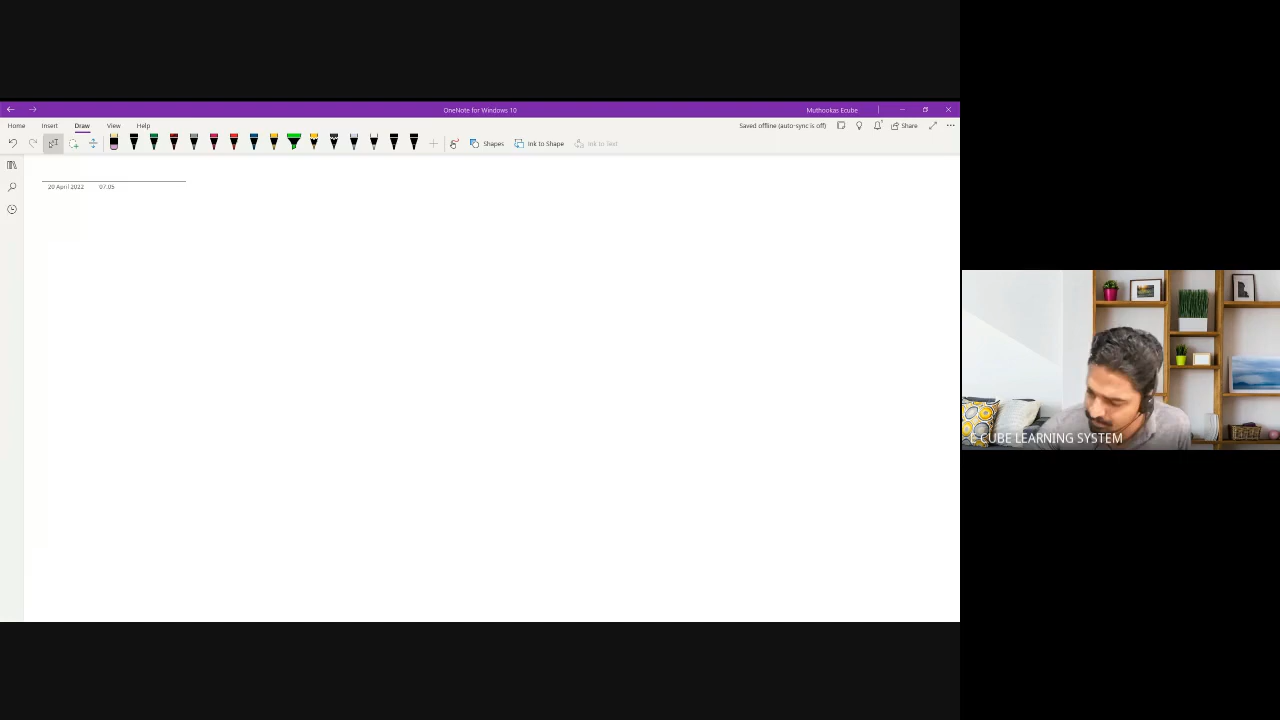 OneNote for Windows 10
Muthookas Ecube
Home Insert Draw View Help
Saved offline (auto-sync is off)
Share
Shapes
Ink to Shape
Ink to Text
20 April 2022 07.05
E CUBE LEARNING SYSTEM